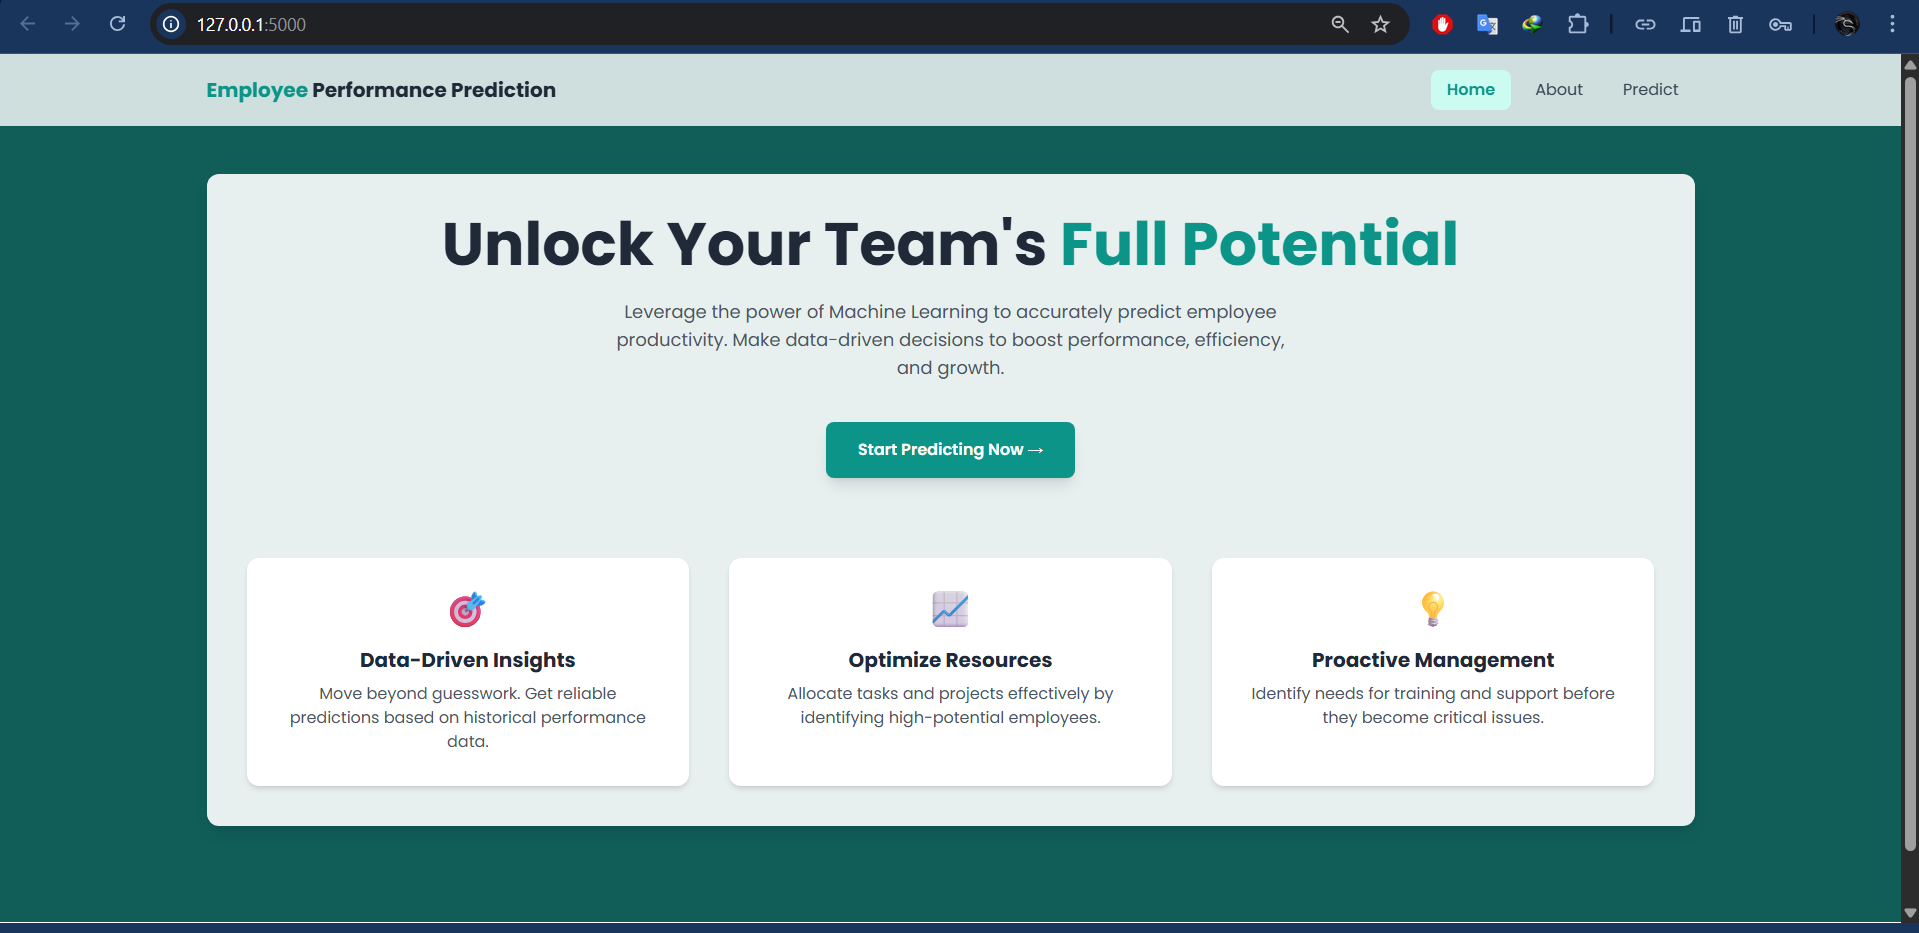 127.0.0.1:5000
Employee Performance Prediction
Home About Predict
Unlock Your Team's Full Potential
Leverage the power of Machine Learning to accurately predict employee
productivity. Make data-driven decisions to boost performance, efficiency,
and growth.
Start Predicting Now →
Data-Driven Insights
Move beyond guesswork. Get reliable
predictions based on historical performance
data.
Optimize Resources
Allocate tasks and projects effectively by
identifying high-potential employees.
Proactive Management
Identify needs for training and support before
they become critical issues.